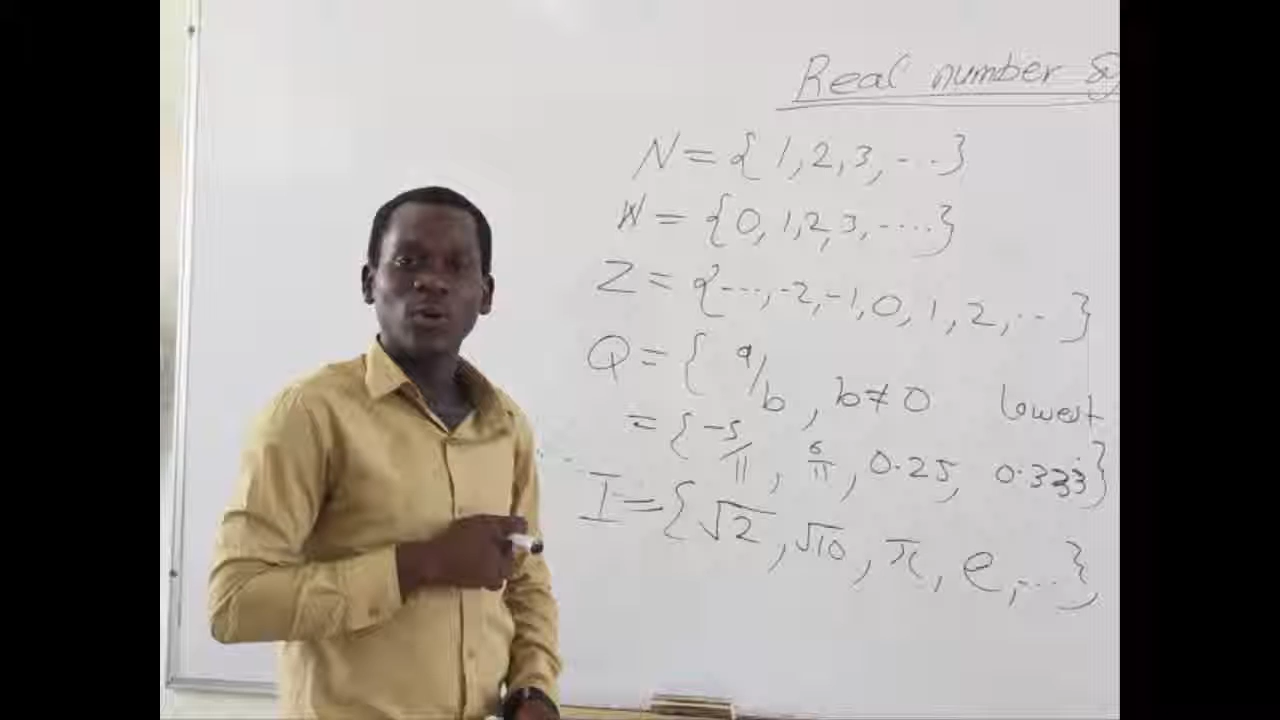 Real number Sy
N = { 1, 2, 3, ... }
W = { 0, 1, 2, 3, ..... }
Z = { ..., -2, -1, 0, 1, 2, ... }
Q = { a/b , b ≠ 0 lowest
= { -5/11 , 6/11 , 0.25, 0.333 }
I = { √2 , √10 , π , e , ... },